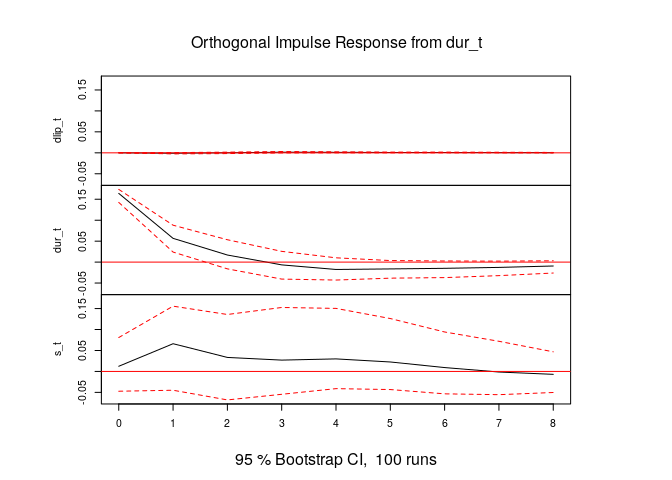 Orthogonal Impulse Response from dur_t
dlip_t
0.15
0.05
-0.05
dur_t
0.15
0.05
-0.05
s_t
0.15
0.05
-0.05
0 1 2 3 4 5 6 7 8
95 % Bootstrap CI, 100 runs